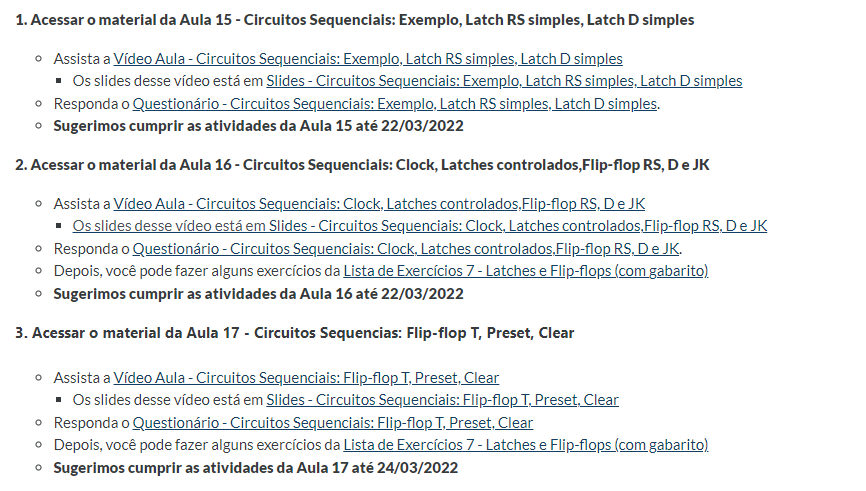 1. Acessar o material da Aula 15 - Circuitos Sequenciais: Exemplo, Latch RS simples, Latch D simples
Assista a Vídeo Aula - Circuitos Sequenciais: Exemplo, Latch RS simples, Latch D simples
Os slides desse vídeo está em Slides - Circuitos Sequenciais: Exemplo, Latch RS simples, Latch D simples
Responda o Questionário - Circuitos Sequenciais: Exemplo, Latch RS simples, Latch D simples.
Sugerimos cumprir as atividades da Aula 15 até 22/03/2022
2. Acessar o material da Aula 16 - Circuitos Sequenciais: Clock, Latches controlados,Flip-flop RS, D e JK
Assista a Vídeo Aula - Circuitos Sequenciais: Clock, Latches controlados,Flip-flop RS, D e JK
Os slides desse vídeo está em Slides - Circuitos Sequenciais: Clock, Latches controlados,Flip-flop RS, D e JK
Responda o Questionário - Circuitos Sequenciais: Clock, Latches controlados,Flip-flop RS, D e JK.
Depois, você pode fazer alguns exercícios da Lista de Exercícios 7 - Latches e Flip-flops (com gabarito)
Sugerimos cumprir as atividades da Aula 16 até 22/03/2022
3. Acessar o material da Aula 17 - Circuitos Sequencias: Flip-flop T, Preset, Clear
Assista a Vídeo Aula - Circuitos Sequenciais: Flip-flop T, Preset, Clear
Os slides desse vídeo está em Slides - Circuitos Sequenciais: Flip-flop T, Preset, Clear
Responda o Questionário - Circuitos Sequenciais: Flip-flop T, Preset, Clear
Depois, você pode fazer alguns exercícios da Lista de Exercícios 7 - Latches e Flip-flops (com gabarito)
Sugerimos cumprir as atividades da Aula 17 até 24/03/2022